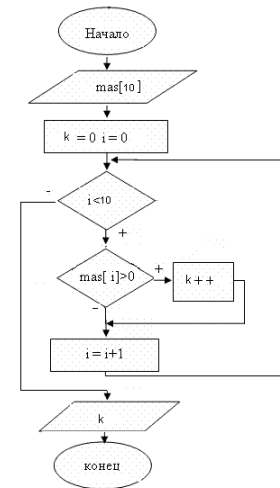 Начало
mas[10]
k = 0 i = 0
-
i<10
+
mas[ i]>0
+
k++
-
i = i+1
k
конец